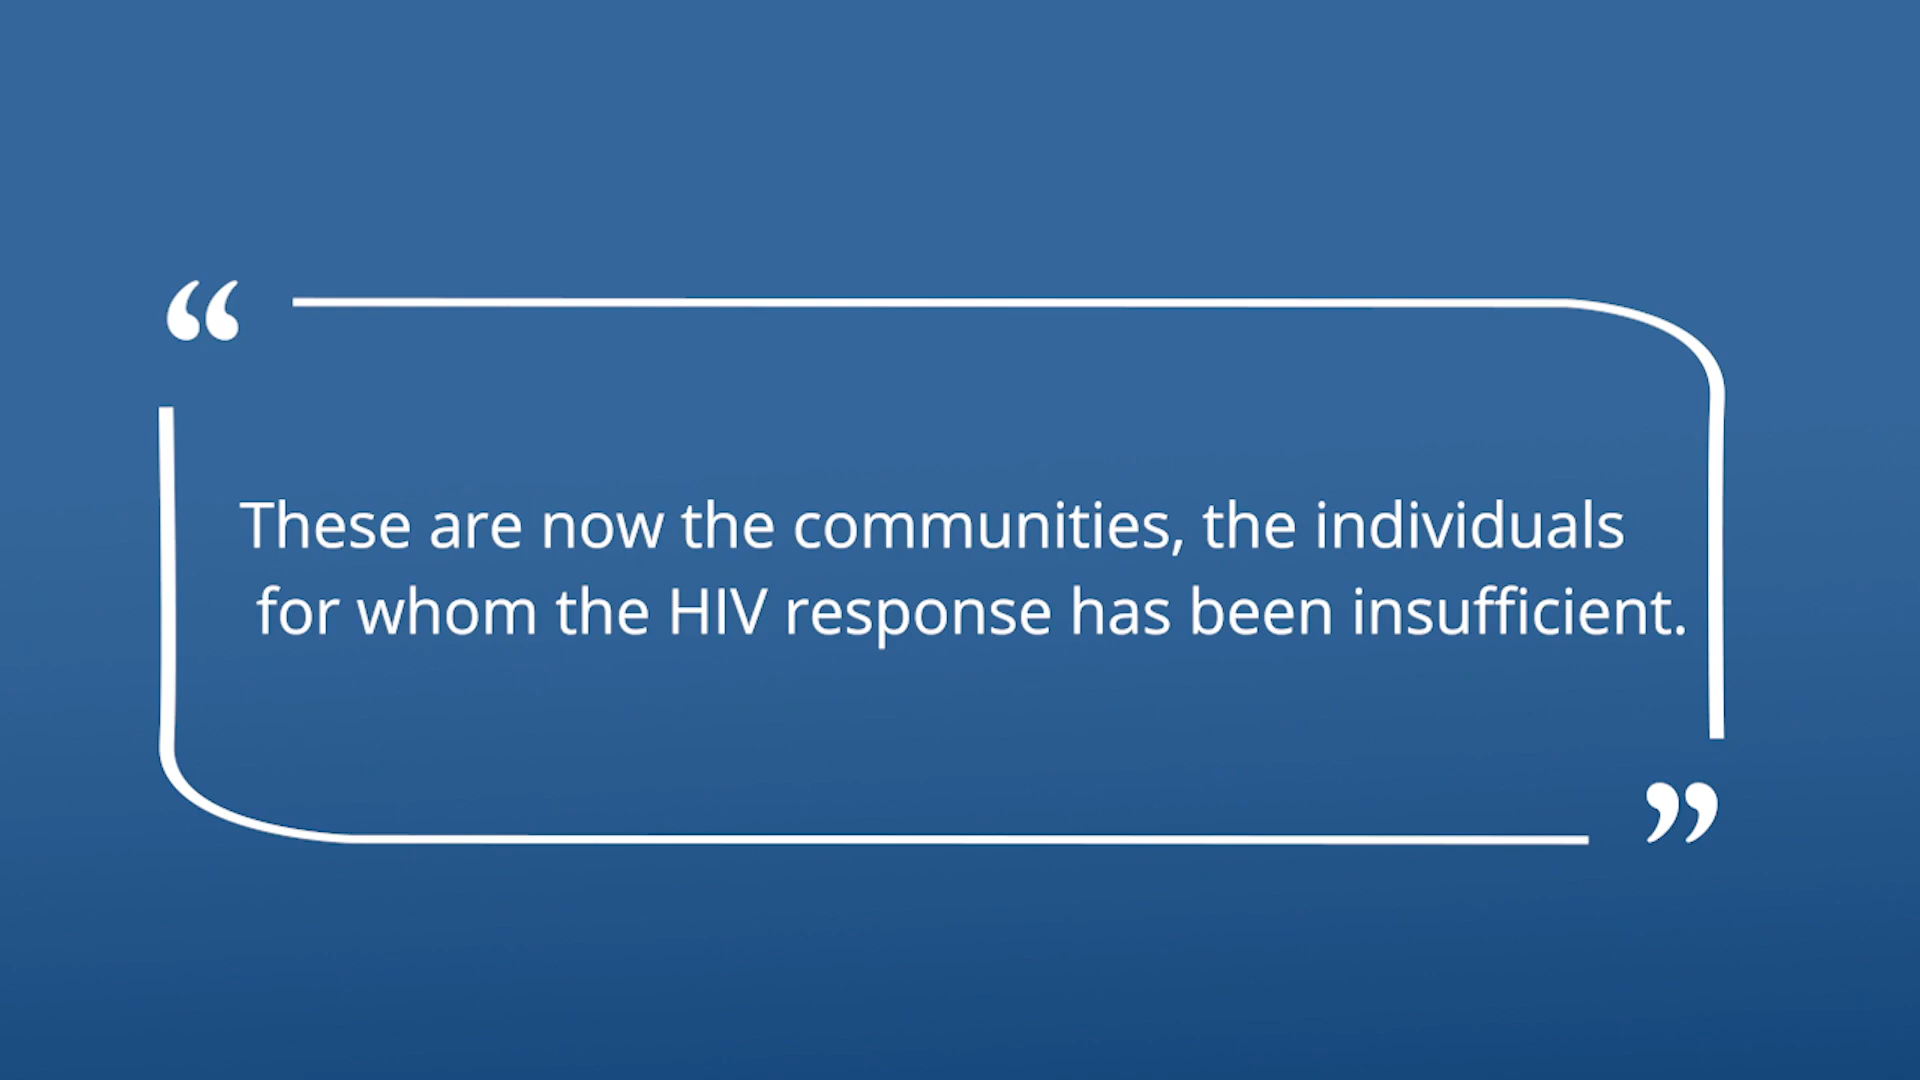 “
These are now the communities, the individuals
for whom the HIV response has been insufficient.
”